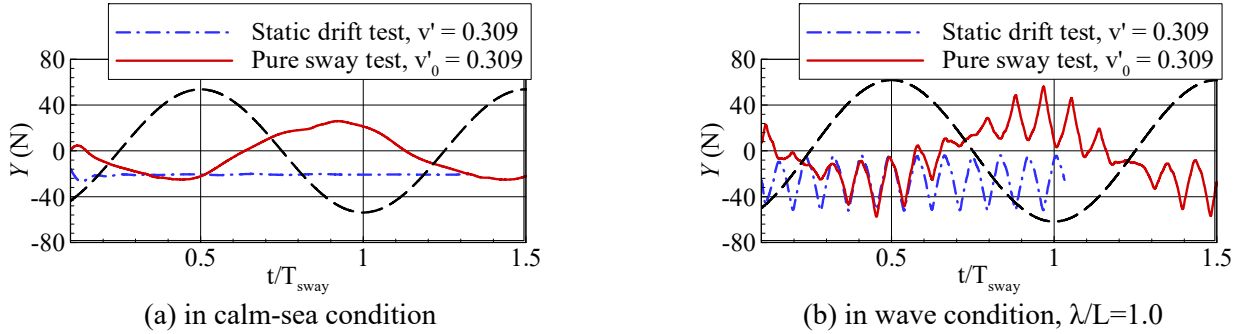 Static drift test, v' = 0.309
Pure sway test, v'₀ = 0.309
80
40
0
-40
-80
Y (N)
0.5
1
1.5
t/T_sway
(a) in calm-sea condition
Static drift test, v' = 0.309
Pure sway test, v'₀ = 0.309
80
40
0
-40
-80
Y (N)
0.5
1
1.5
t/T_sway
(b) in wave condition, λ/L=1.0